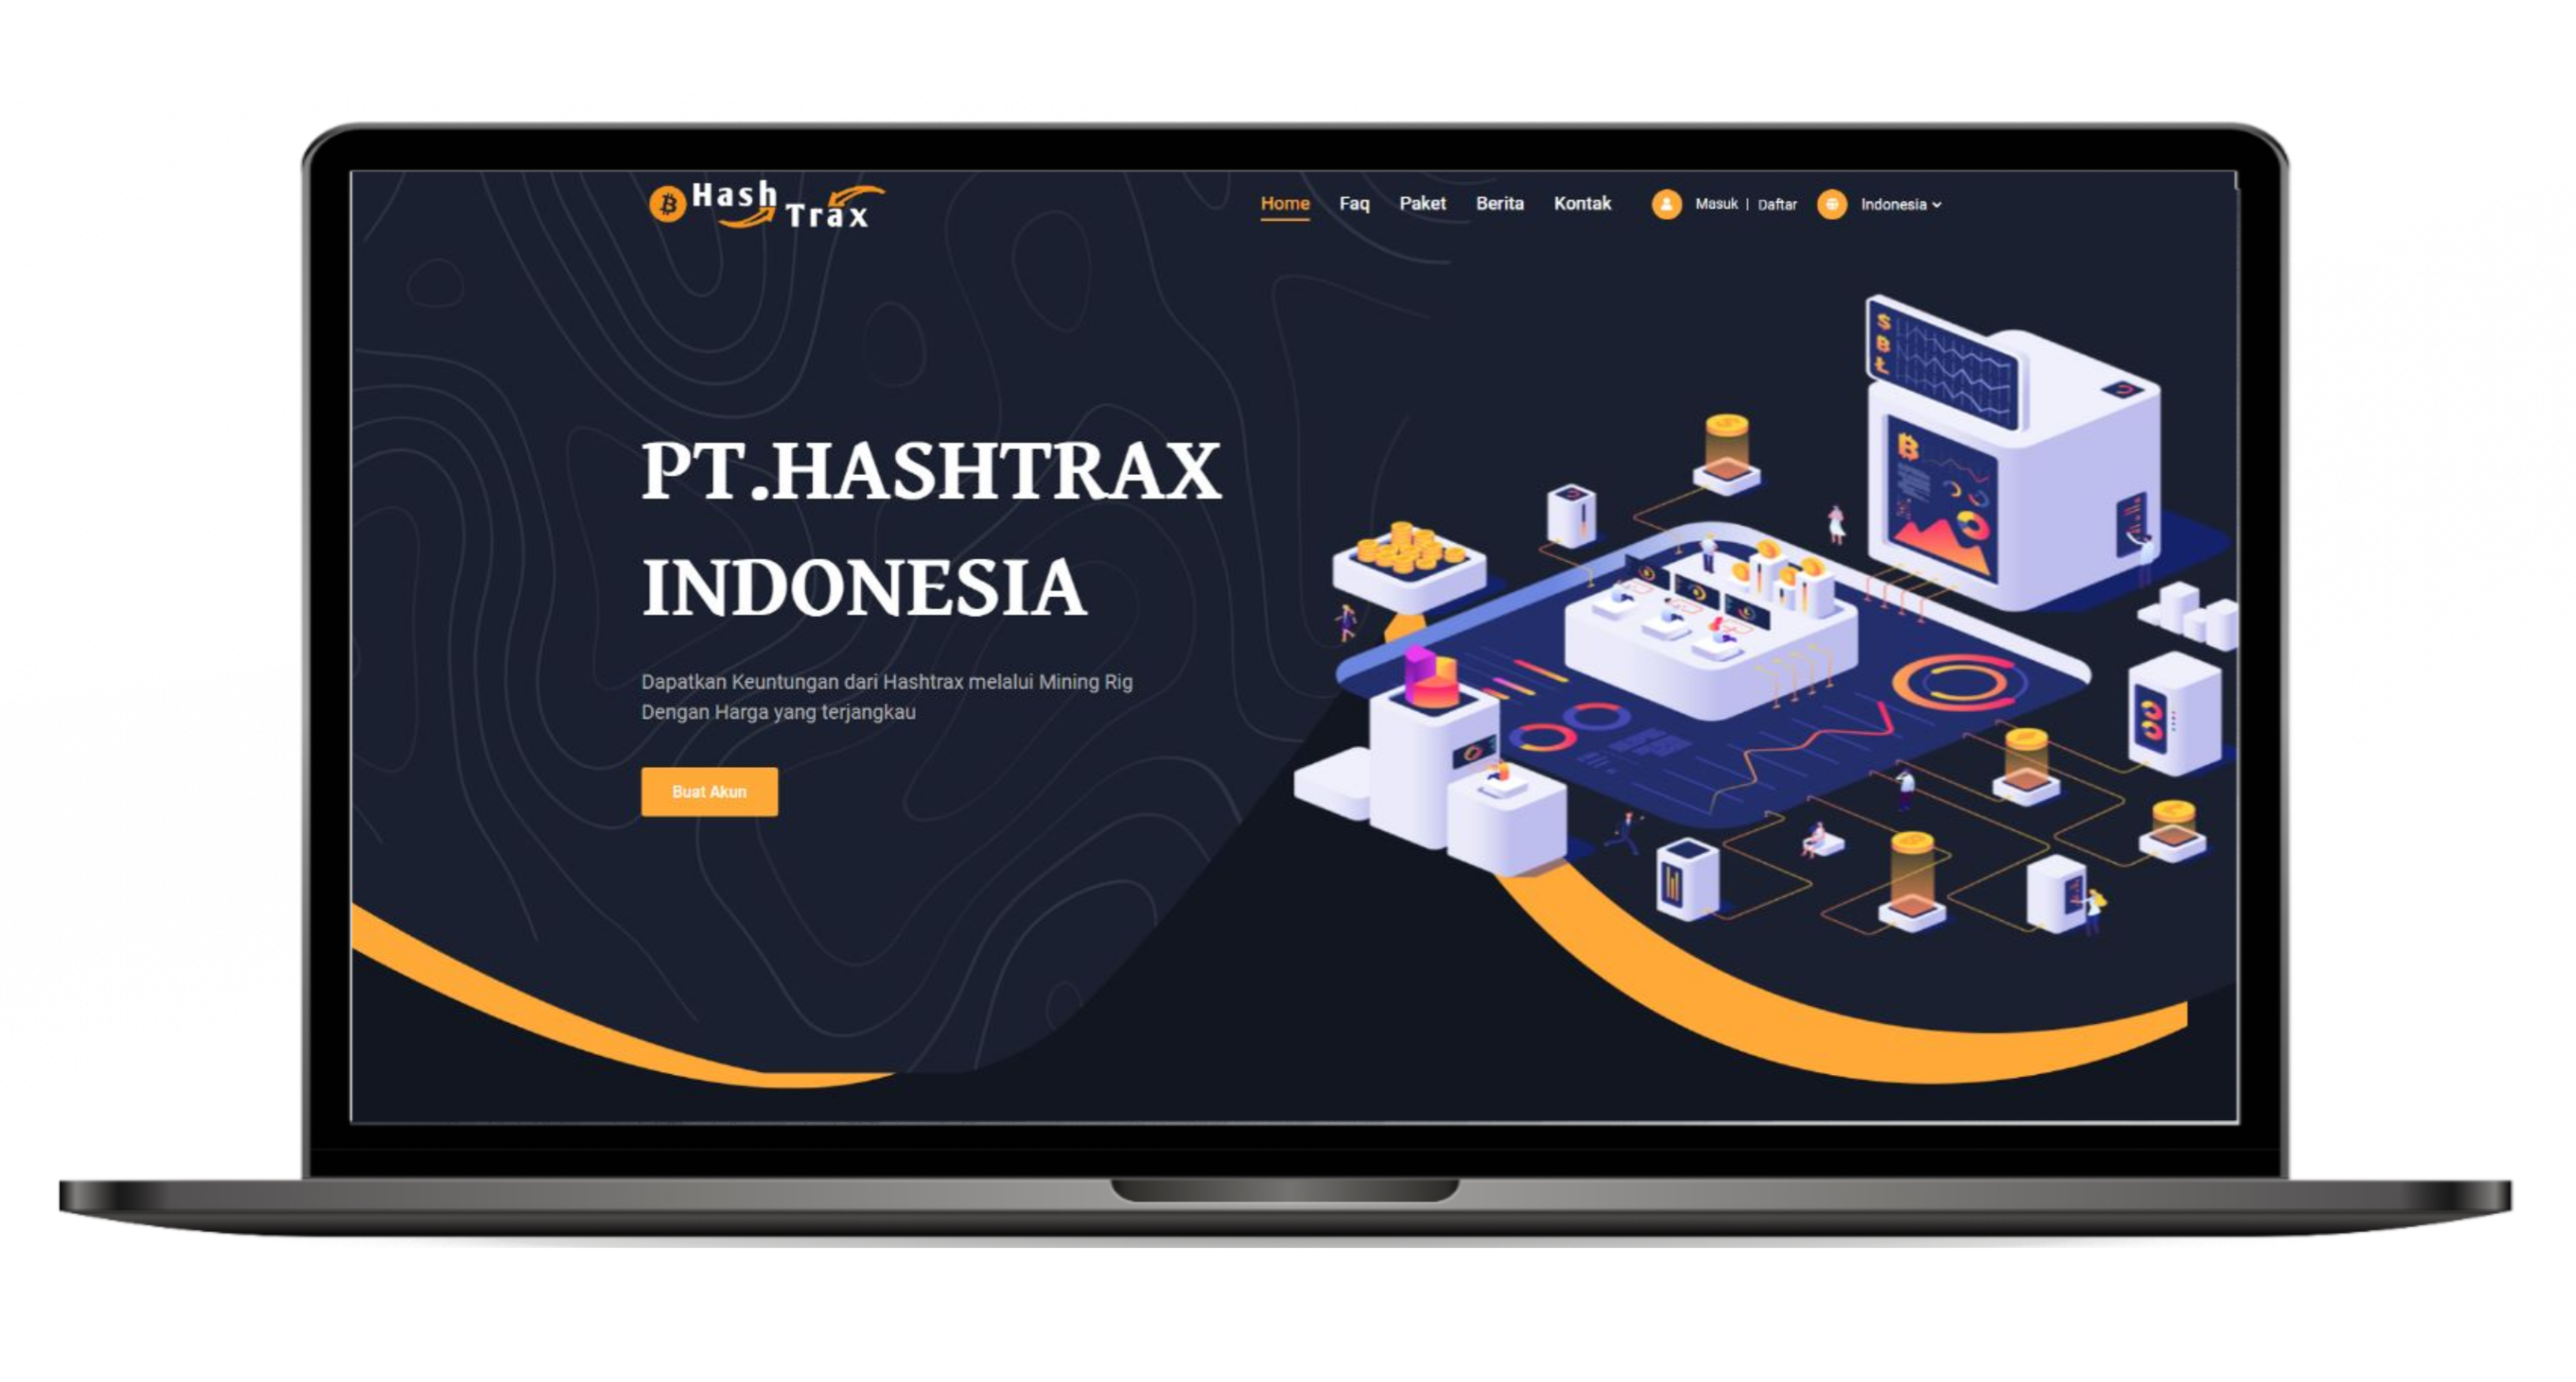 Hash
Trax
Home Faq Paket Berita Kontak Masuk | Daftar Indonesia
PT.HASHTRAX
INDONESIA
Dapatkan Keuntungan dari Hashtrax melalui Mining Rig
Dengan Harga yang terjangkau
Buat Akun